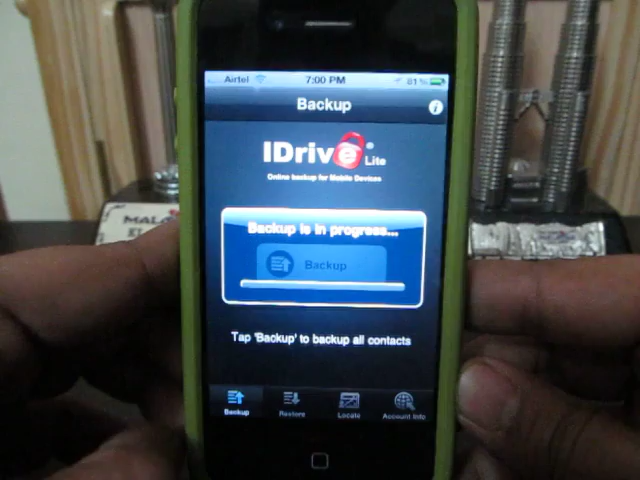 Airtel 7:00 PM 81%
Backup
IDrive® Lite
Online backup for Mobile Devices
Backup is in progress...
Backup
Tap 'Backup' to backup all contacts
Backup Restore Locate Account Info